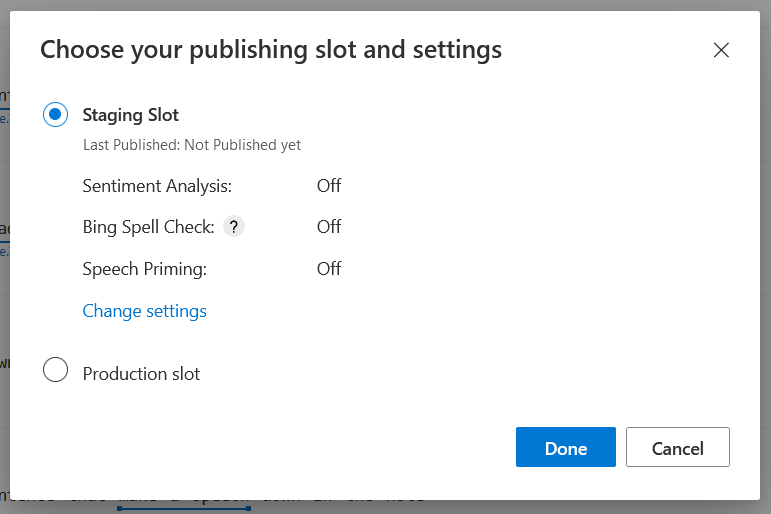 Choose your publishing slot and settings
Staging Slot
Last Published: Not Published yet
Sentiment Analysis: Off
Bing Spell Check: ? Off
Speech Priming: Off
Change settings
Production slot
Done Cancel